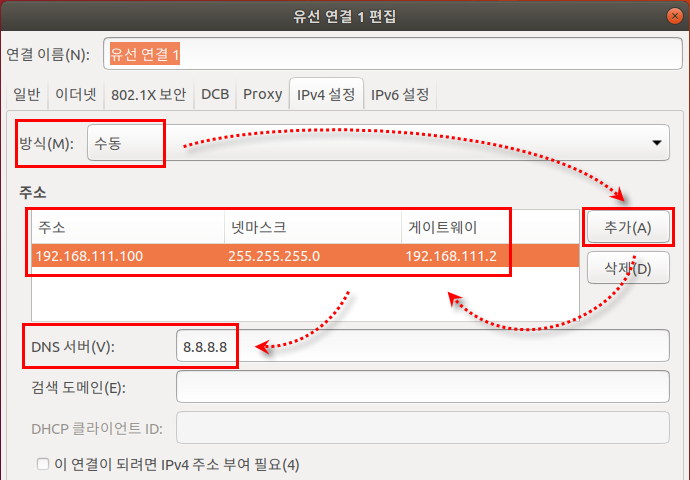 유선 연결 1 편집
연결 이름(N): 유선 연결 1
일반 이더넷 802.1X 보안 DCB Proxy IPv4 설정 IPv6 설정
방식(M): 수동
주소
주소 넷마스크 게이트웨이 추가(A)
192.168.111.100 255.255.255.0 192.168.111.2
삭제(D)
DNS 서버(V): 8.8.8.8
검색 도메인(E):
DHCP 클라이언트 ID:
이 연결이 되려면 IPv4 주소 부여 필요(4)